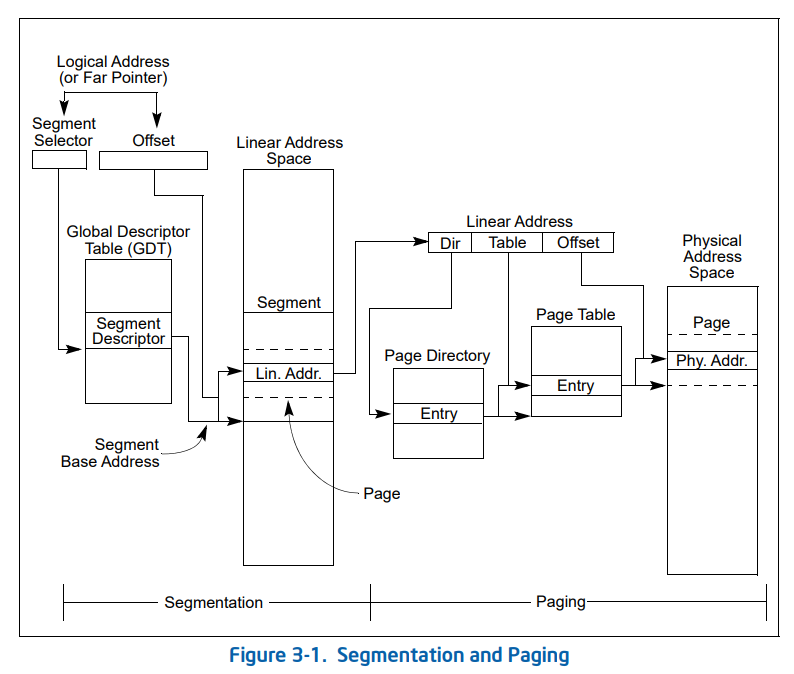 Logical Address
(or Far Pointer)
Segment
Selector
Offset
Linear Address
Space
Global Descriptor
Table (GDT)
Segment
Descriptor
Segment
Lin. Addr.
Segment
Base Address
Page
Linear Address
Dir
Table
Offset
Physical
Address
Space
Page Table
Page
Phy. Addr.
Page Directory
Entry
Entry
Segmentation
Paging
Figure 3-1. Segmentation and Paging